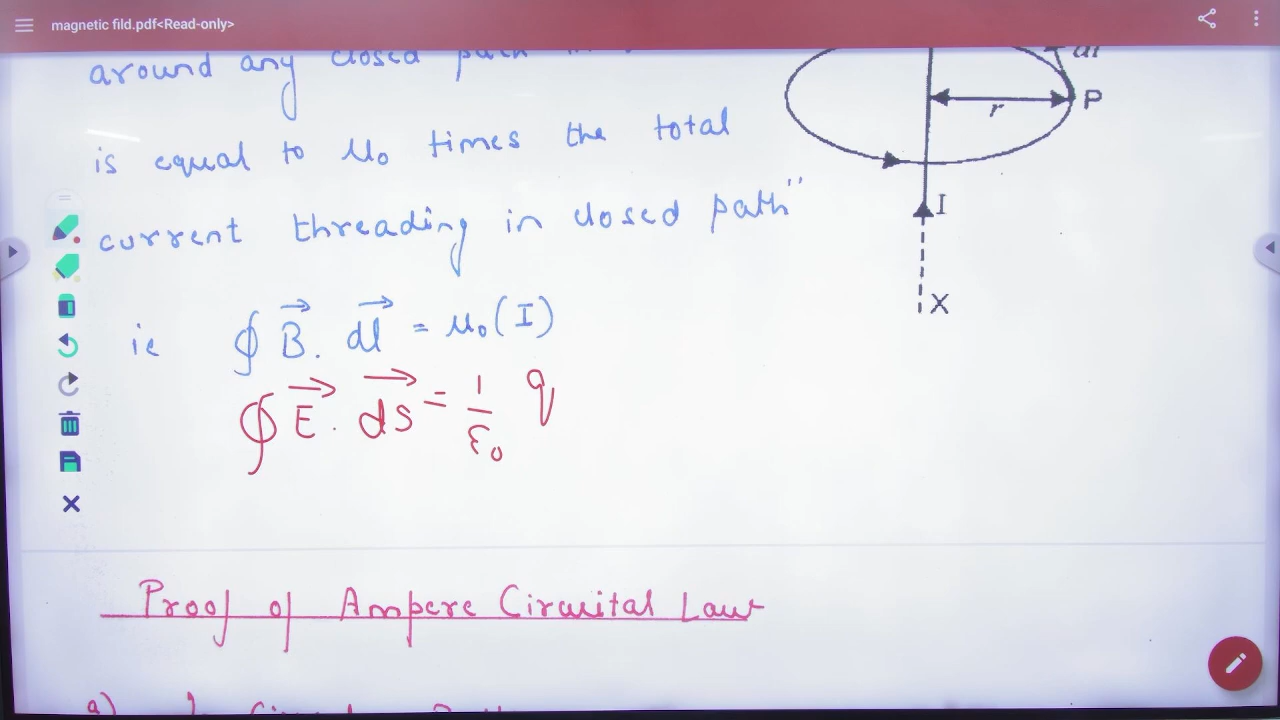 magnetic fild.pdf<Read-only>
around any closed path
is equal to μ₀ times the total
current threading in closed path"
ie ∮ B⃗ . dl⃗ = μ₀(I)
∮ E⃗ . dS⃗ = 1/ε₀ q
dl
r
P
I
X
Proof of Ampere Circuital Law
a)